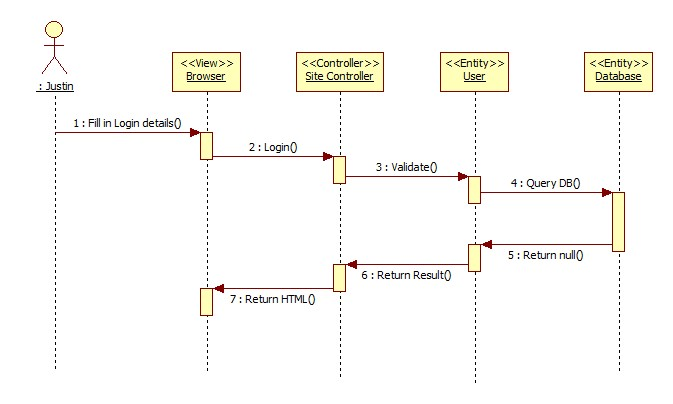 <<View>>
Browser
<<Controller>>
Site Controller
<<Entity>>
User
<<Entity>>
Database
: Justin
1 : Fill in Login details()
2 : Login()
3 : Validate()
4 : Query DB()
5 : Return null()
6 : Return Result()
7 : Return HTML()